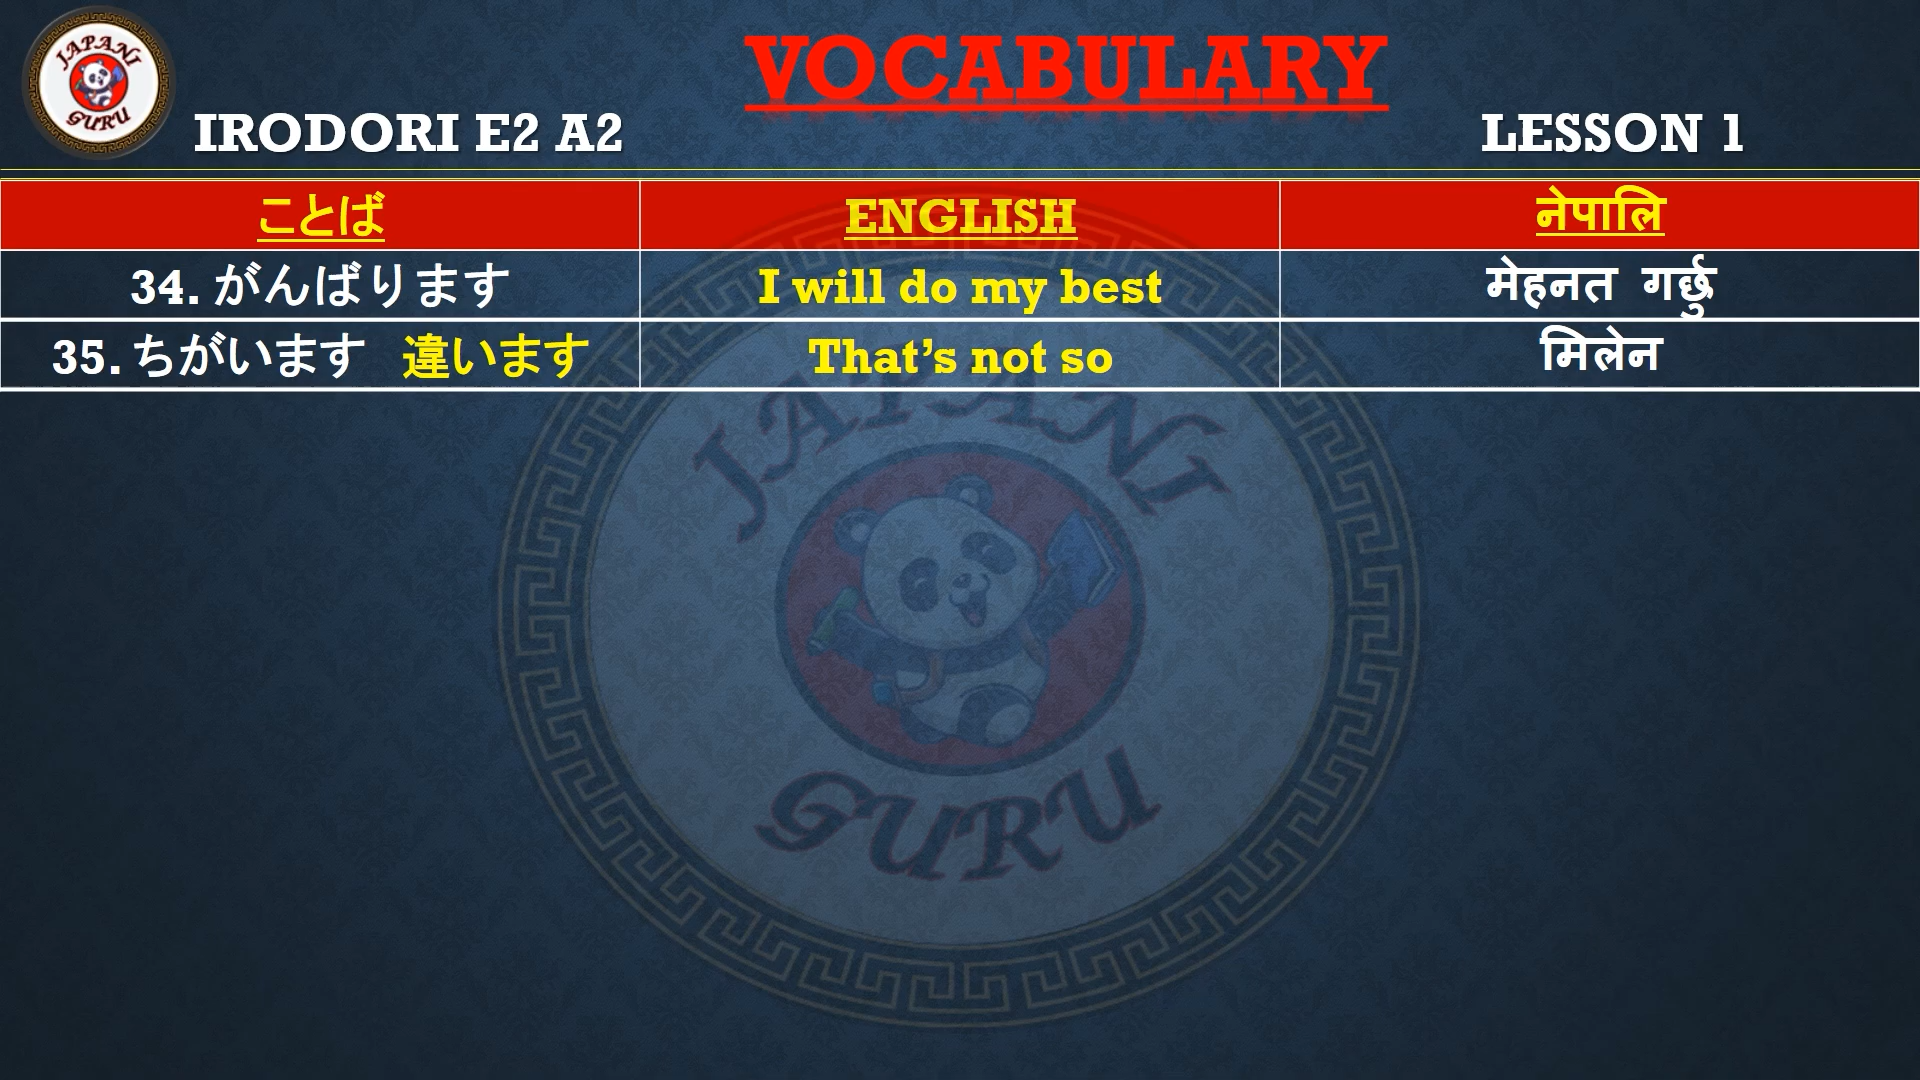 JAPANI
GURU
VOCABULARY
IRODORI E2 A2
LESSON 1
ことば ENGLISH नेपालि
34. がんばります I will do my best मेहनत गर्छु
35. ちがいます 違います That's not so मिलेन
JAPANI
GURU